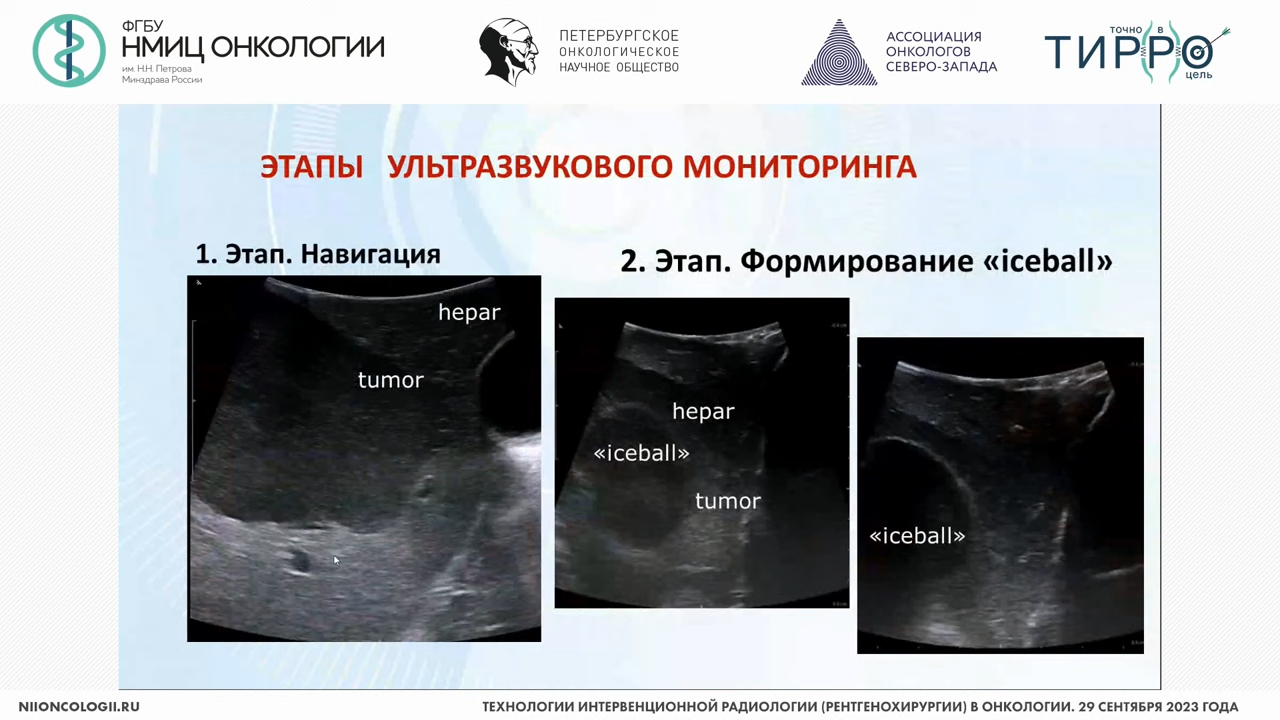 ФГБУ
НМИЦ ОНКОЛОГИИ
им. Н.Н. Петрова
Минздрава России
ПЕТЕРБУРГСКОЕ
ОНКОЛОГИЧЕСКОЕ
НАУЧНОЕ ОБЩЕСТВО
АССОЦИАЦИЯ
ОНКОЛОГОВ
СЕВЕРО-ЗАПАДА
точно в
ТИРРО
цель
ЭТАПЫ УЛЬТРАЗВУКОВОГО МОНИТОРИНГА
1. Этап. Навигация
2. Этап. Формирование «iceball»
hepar
tumor
hepar
«iceball»
tumor
«iceball»
NIIONCOLOGII.RU
ТЕХНОЛОГИИ ИНТЕРВЕНЦИОННОЙ РАДИОЛОГИИ (РЕНТГЕНОХИРУРГИИ) В ОНКОЛОГИИ. 29 СЕНТЯБРЯ 2023 ГОДА